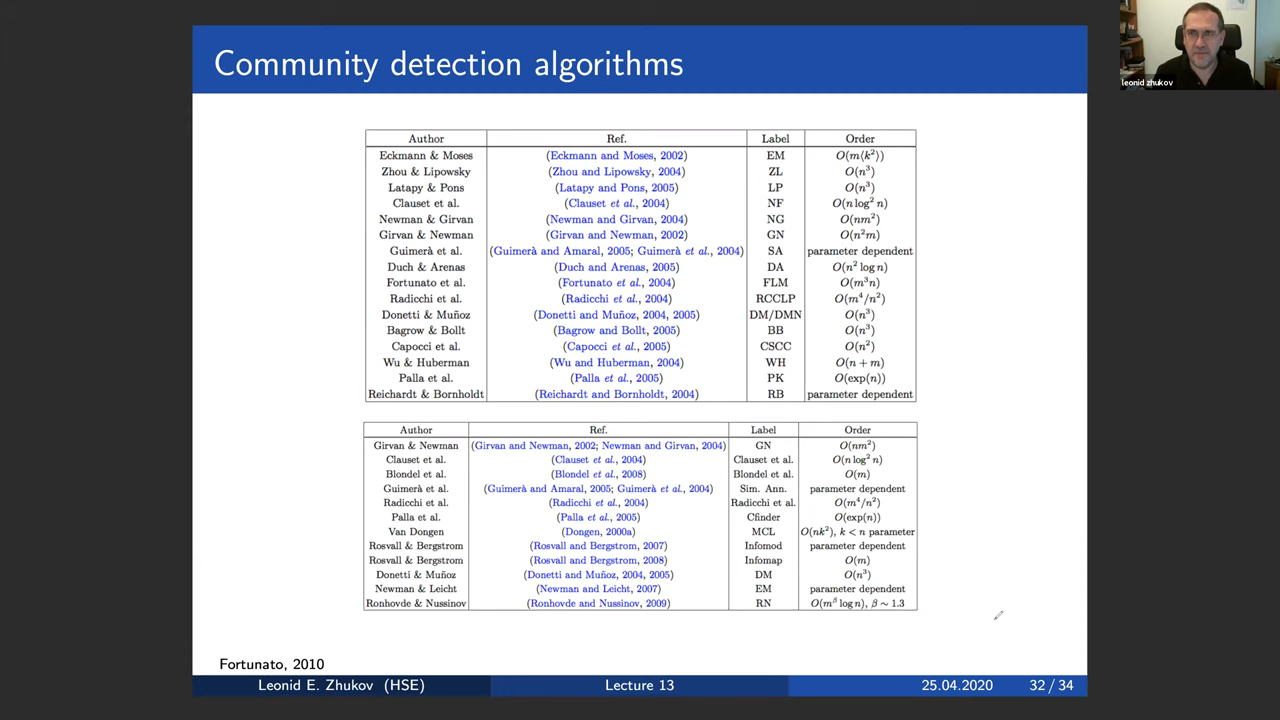 Community detection algorithms
leonid zhukov
Author Ref. Label Order
Eckmann & Moses (Eckmann and Moses, 2002) EM O(m⟨k²⟩)
Zhou & Lipowsky (Zhou and Lipowsky, 2004) ZL O(n³)
Latapy & Pons (Latapy and Pons, 2005) LP O(n³)
Clauset et al. (Clauset et al., 2004) NF O(n log² n)
Newman & Girvan (Newman and Girvan, 2004) NG O(nm²)
Girvan & Newman (Girvan and Newman, 2002) GN O(n²m)
Guimerà et al. (Guimerà and Amaral, 2005; Guimerà et al., 2004) SA parameter dependent
Duch & Arenas (Duch and Arenas, 2005) DA O(n² log n)
Fortunato et al. (Fortunato et al., 2004) FLM O(m³n)
Radicchi et al. (Radicchi et al., 2004) RCCLP O(m⁴/n²)
Donetti & Muñoz (Donetti and Muñoz, 2004, 2005) DM/DMN O(n³)
Bagrow & Bollt (Bagrow and Bollt, 2005) BB O(n³)
Capocci et al. (Capocci et al., 2005) CSCC O(n²)
Wu & Huberman (Wu and Huberman, 2004) WH O(n + m)
Palla et al. (Palla et al., 2005) PK O(exp(n))
Reichardt & Bornholdt (Reichardt and Bornholdt, 2004) RB parameter dependent
Author Ref. Label Order
Girvan & Newman (Girvan and Newman, 2002; Newman and Girvan, 2004) GN O(nm²)
Clauset et al. (Clauset et al., 2004) Clauset et al. O(n log² n)
Blondel et al. (Blondel et al., 2008) Blondel et al. O(m)
Guimerà et al. (Guimerà and Amaral, 2005; Guimerà et al., 2004) Sim. Ann. parameter dependent
Radicchi et al. (Radicchi et al., 2004) Radicchi et al. O(m⁴/n²)
Palla et al. (Palla et al., 2005) Cfinder O(exp(n))
Van Dongen (Dongen, 2000a) MCL O(nk²), k < n parameter
Rosvall & Bergstrom (Rosvall and Bergstrom, 2007) Infomod parameter dependent
Rosvall & Bergstrom (Rosvall and Bergstrom, 2008) Infomap O(m)
Donetti & Muñoz (Donetti and Muñoz, 2004, 2005) DM O(n³)
Newman & Leicht (Newman and Leicht, 2007) EM parameter dependent
Ronhovde & Nussinov (Ronhovde and Nussinov, 2009) RN O(m^β log n), β ~ 1.3
Fortunato, 2010
Leonid E. Zhukov (HSE) Lecture 13 25.04.2020 32 / 34